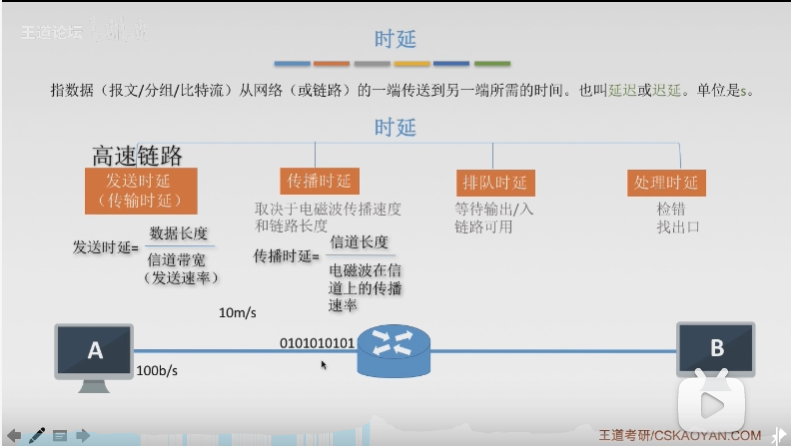 王道论坛
时延
指数据（报文/分组/比特流）从网络（或链路）的一端传送到另一端所需的时间。也叫延迟或迟延。单位是s。
时延
高速链路
发送时延
（传输时延）
发送时延=
数据长度
信道带宽
（发送速率）
传播时延
取决于电磁波传播速度
和链路长度
传播时延=
信道长度
电磁波在信
道上的传播
速率
排队时延
等待输出/入
链路可用
处理时延
检错
找出口
10m/s
A
0101010101
B
100b/s
王道考研/CSKAOYAN.COM